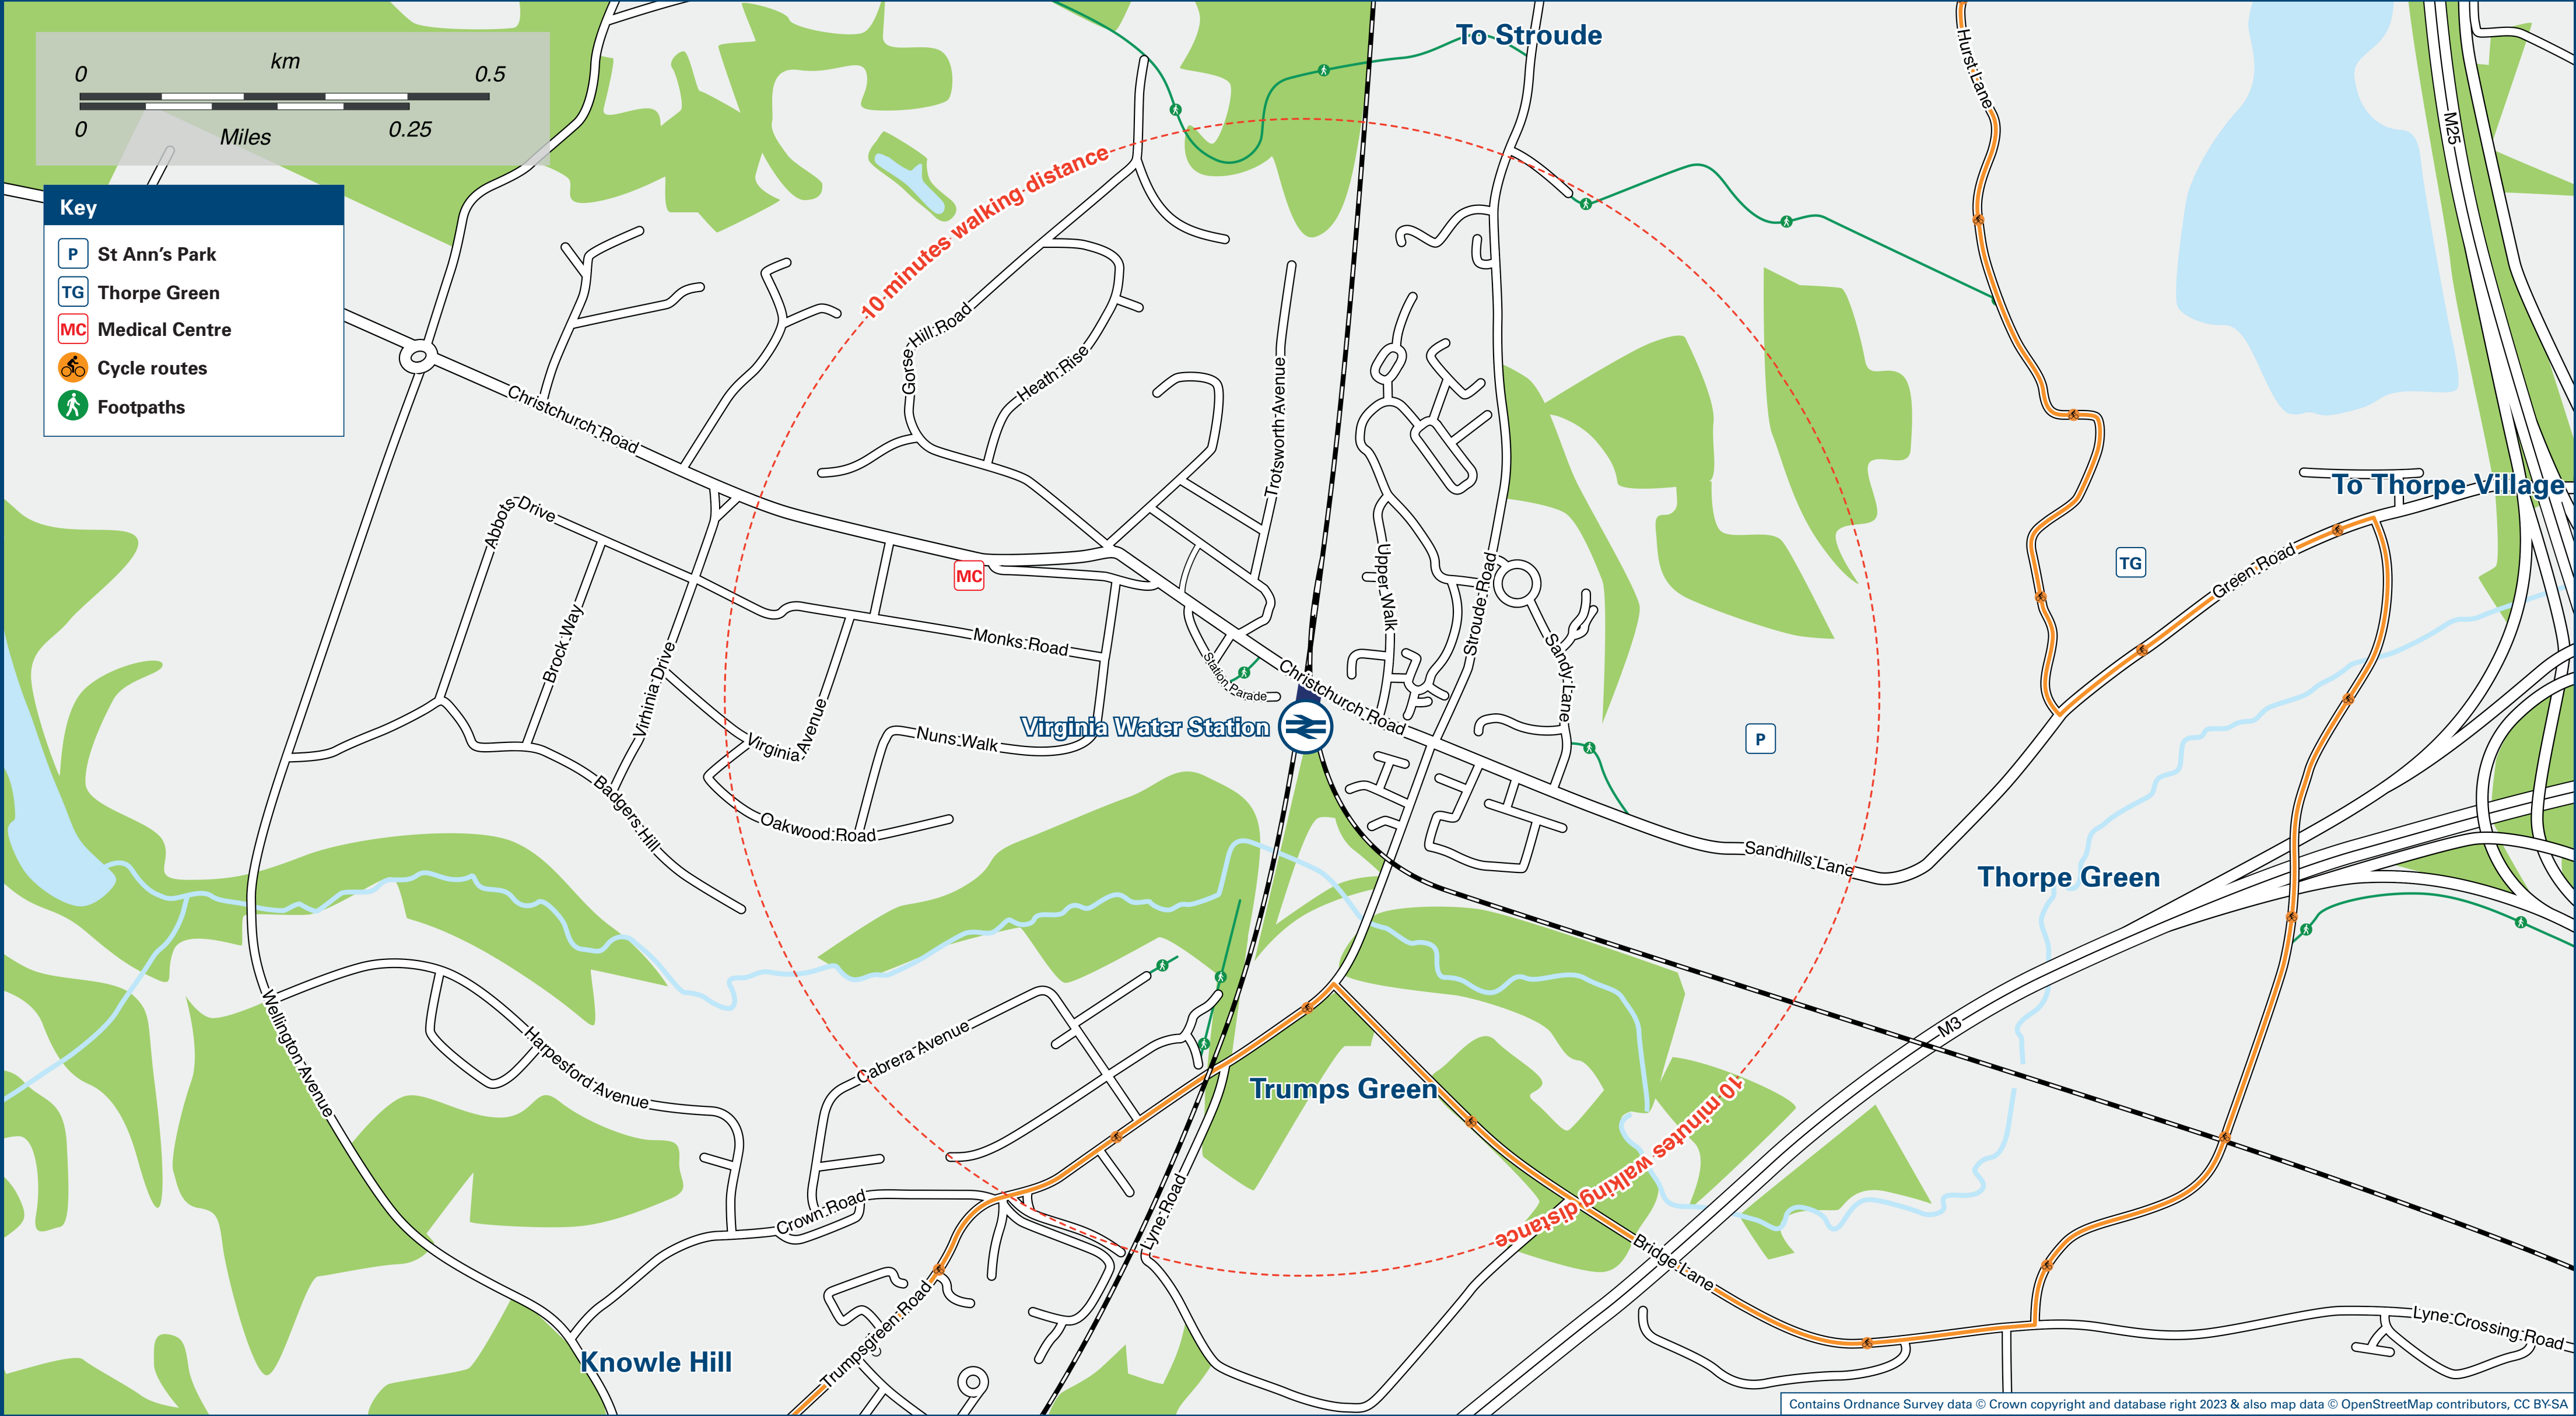 km
0 0.5
0 0.25
Miles
Key
P St Ann's Park
TG Thorpe Green
MC Medical Centre
Cycle routes
Footpaths
To Stroude
Hurst Lane
M25
10 minutes walking distance
Gorse Hill Road
Heath Rise
Trotsworth Avenue
Christchurch Road
To Thorpe Village
Abbots Drive
Upper Walk
Stroude Road
TG
Green Road
MC
Brock Way
Monks Road
Virhinia Drive
Station Parade
Sandy Lane
Christchurch Road
Virginia Avenue
Nuns Walk
Virginia Water Station
P
Badgers Hill
Oakwood Road
Sandhills Lane
Thorpe Green
Wellington Avenue
Harpesford Avenue
Cabrera Avenue
M3
Trumps Green
10 minutes walking distance
Crown Road
Lyne Road
Bridge Lane
Trumpsgreen Road
Knowle Hill
Lyne Crossing Road
Contains Ordnance Survey data © Crown copyright and database right 2023 & also map data © OpenStreetMap contributors, CC BY-SA